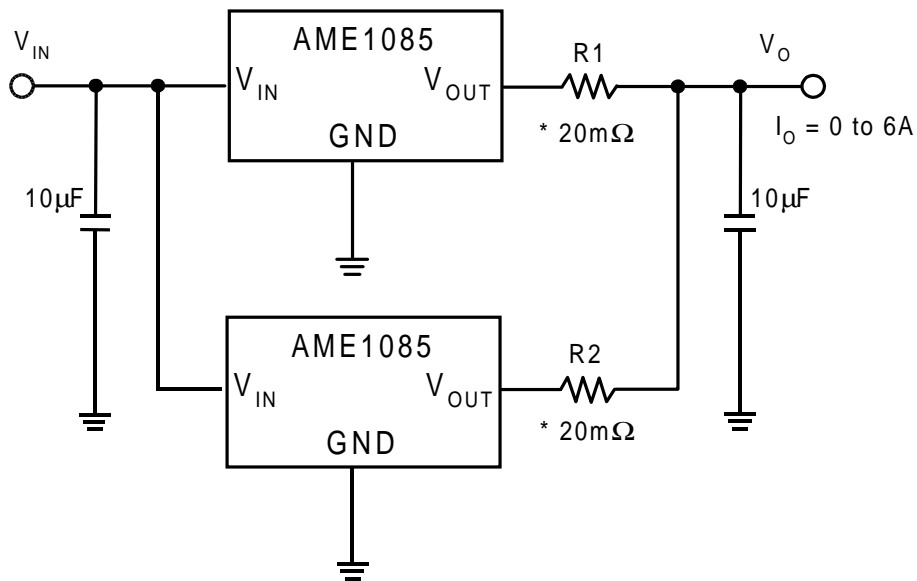 V_IN
AME1085
V_IN
V_OUT
GND
R1
* 20mΩ
V_O
I_O = 0 to 6A
10μF
10μF
AME1085
V_IN
V_OUT
GND
R2
* 20mΩ